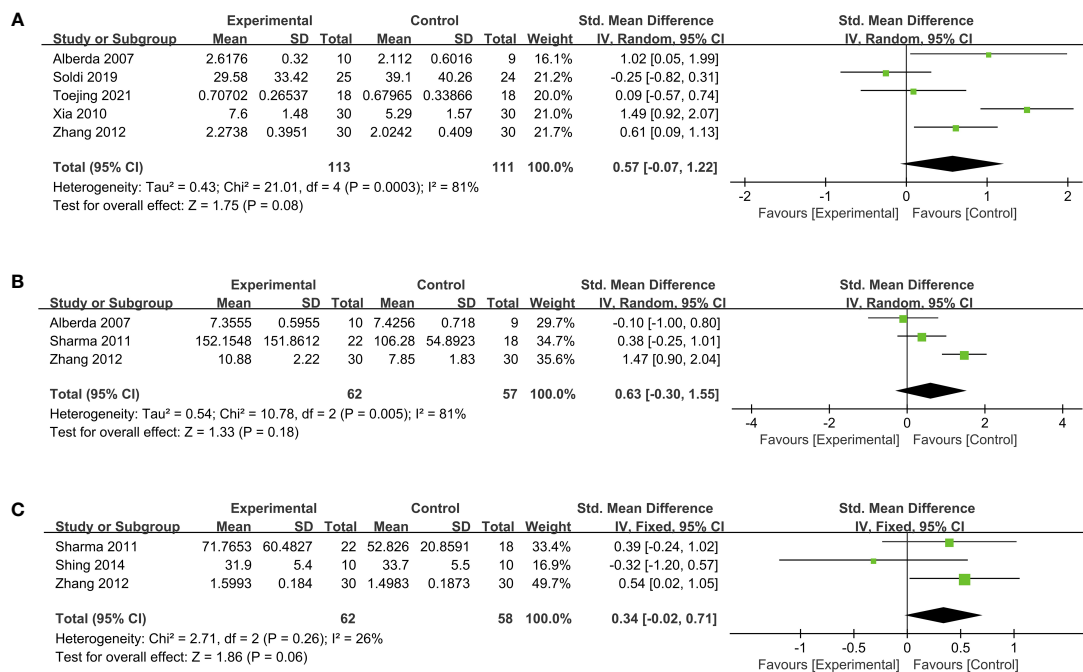 A
Experimental Control Std. Mean Difference Std. Mean Difference
Study or Subgroup Mean SD Total Mean SD Total Weight IV, Random, 95% CI IV, Random, 95% CI
Alberda 2007 2.6176 0.32 10 2.112 0.6016 9 16.1% 1.02 [0.05, 1.99]
Soldi 2019 29.58 33.42 25 39.1 40.26 24 21.2% -0.25 [-0.82, 0.31]
Toejing 2021 0.70702 0.26537 18 0.67965 0.33866 18 20.0% 0.09 [-0.57, 0.74]
Xia 2010 7.6 1.48 30 5.29 1.57 30 21.0% 1.49 [0.92, 2.07]
Zhang 2012 2.2738 0.3951 30 2.0242 0.409 30 21.7% 0.61 [0.09, 1.13]
Total (95% CI) 113 111 100.0% 0.57 [-0.07, 1.22]
Heterogeneity: Tau² = 0.43; Chi² = 21.01, df = 4 (P = 0.0003); I² = 81%
Test for overall effect: Z = 1.75 (P = 0.08)
-2 -1 0 1 2
Favours [Experimental] Favours [Control]
B
Experimental Control Std. Mean Difference Std. Mean Difference
Study or Subgroup Mean SD Total Mean SD Total Weight IV, Random, 95% CI IV, Random, 95% CI
Alberda 2007 7.3555 0.5955 10 7.4256 0.718 9 29.7% -0.10 [-1.00, 0.80]
Sharma 2011 152.1548 151.8612 22 106.28 54.8923 18 34.7% 0.38 [-0.25, 1.01]
Zhang 2012 10.88 2.22 30 7.85 1.83 30 35.6% 1.47 [0.90, 2.04]
Total (95% CI) 62 57 100.0% 0.63 [-0.30, 1.55]
Heterogeneity: Tau² = 0.54; Chi² = 10.78, df = 2 (P = 0.005); I² = 81%
Test for overall effect: Z = 1.33 (P = 0.18)
-4 -2 0 2 4
Favours [Experimental] Favours [Control]
C
Experimental Control Std. Mean Difference Std. Mean Difference
Study or Subgroup Mean SD Total Mean SD Total Weight IV, Fixed, 95% CI IV, Fixed, 95% CI
Sharma 2011 71.7653 60.4827 22 52.826 20.8591 18 33.4% 0.39 [-0.24, 1.02]
Shing 2014 31.9 5.4 10 33.7 5.5 10 16.9% -0.32 [-1.20, 0.57]
Zhang 2012 1.5993 0.184 30 1.4983 0.1873 30 49.7% 0.54 [0.02, 1.05]
Total (95% CI) 62 58 100.0% 0.34 [-0.02, 0.71]
Heterogeneity: Chi² = 2.71, df = 2 (P = 0.26); I² = 26%
Test for overall effect: Z = 1.86 (P = 0.06)
-1 -0.5 0 0.5 1
Favours [Experimental] Favours [Control]